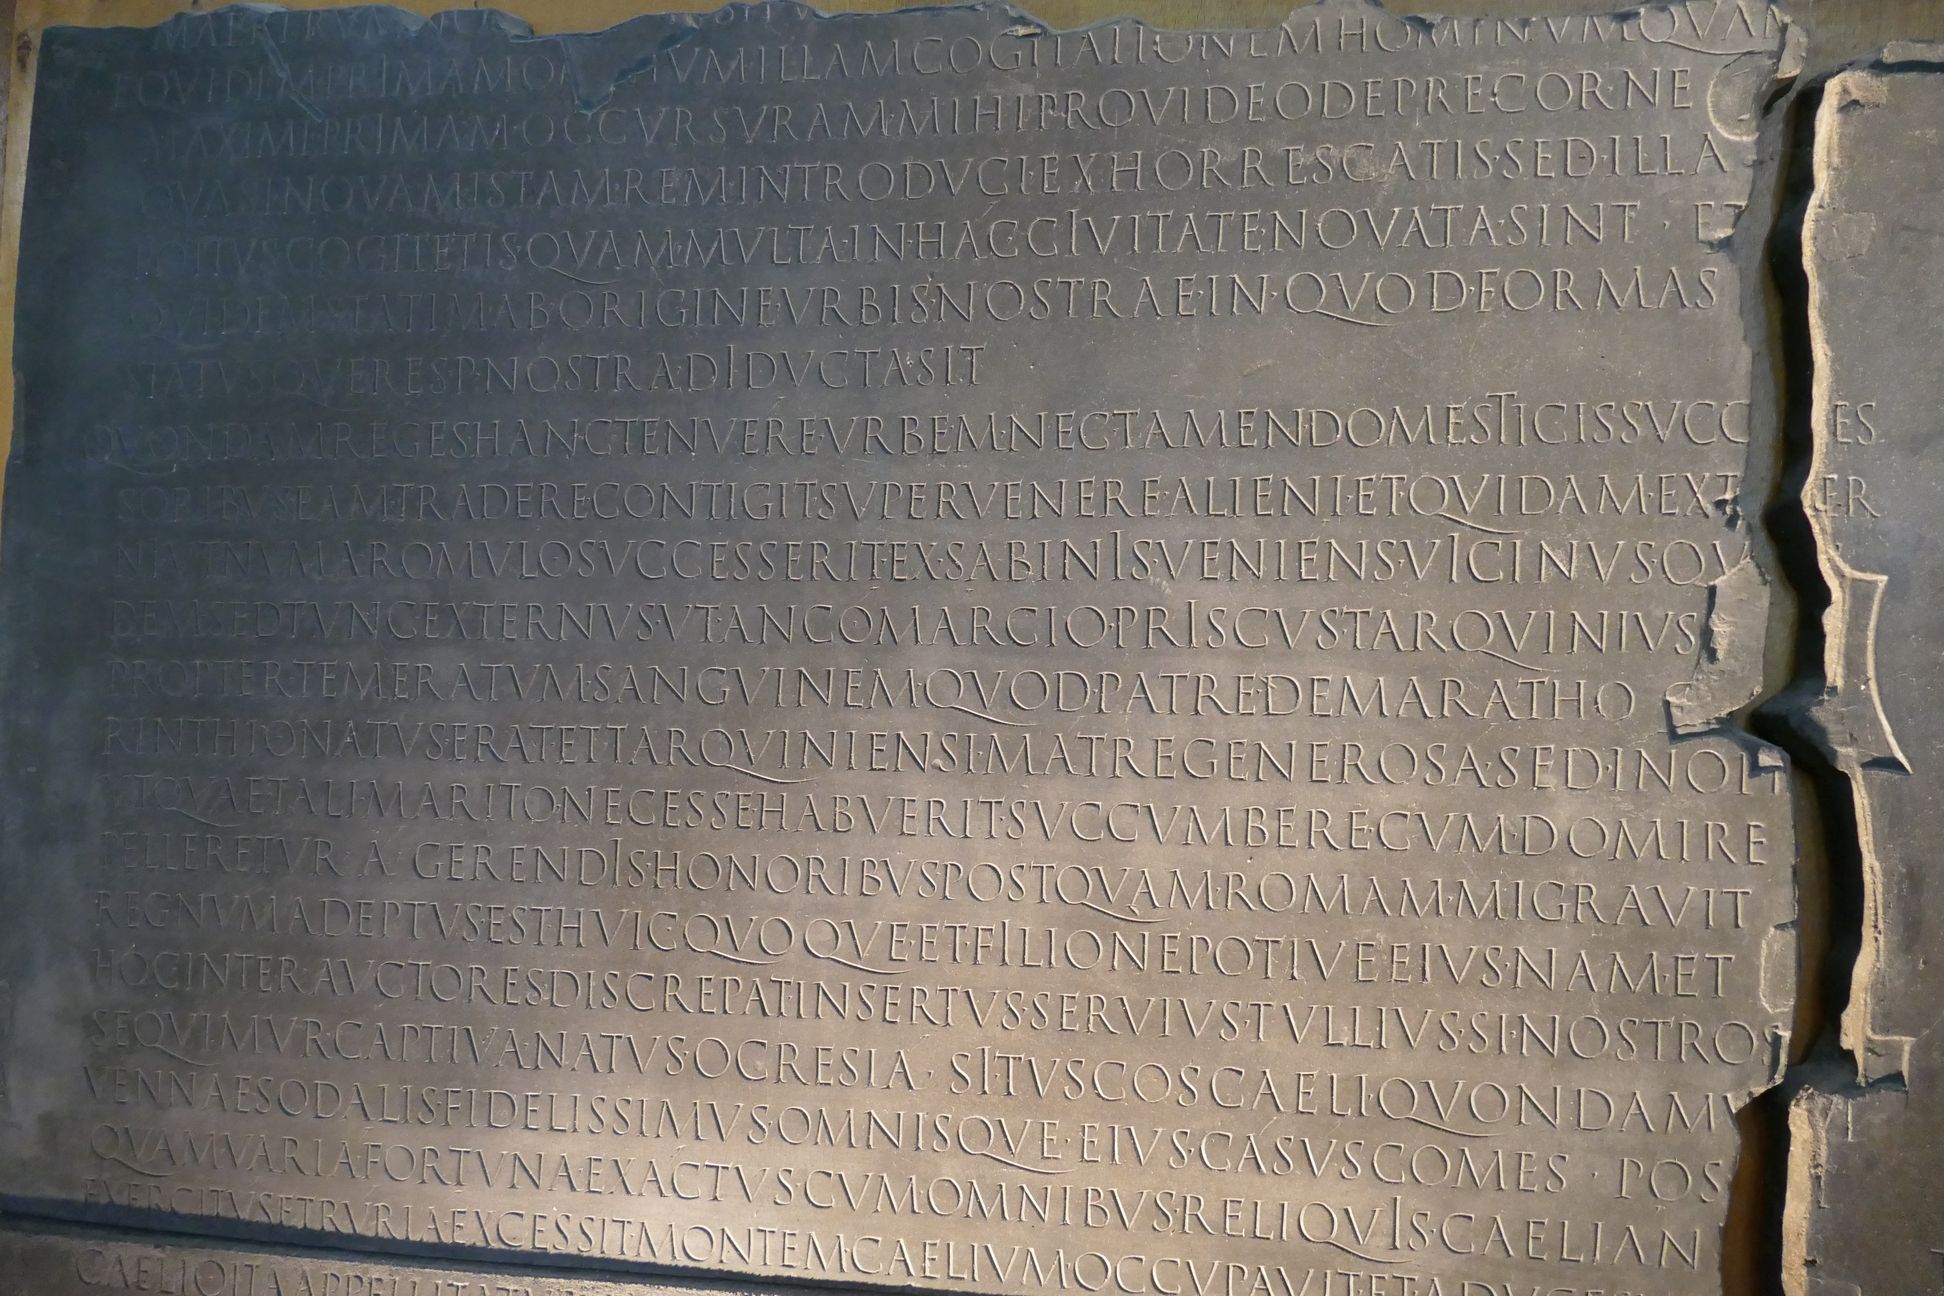 MAERERVM
EQVIDEM·PRIMAM·OMNIVM·ILLAM·COGITATIONEM·HOMINVM·QVAM
MAXIME·PRIMAM·OCCVRSVRAM·MIHI·PROVIDEO·DEPRECOR·NE
QVASI·NOVAM·ISTAM·REM·INTRODVCI·EXHORRESCATIS·SED·ILLA
POTIVS·COGITETIS·QVAM·MVLTA·IN·HAC·CIVITATE·NOVATA·SINT · ET
QVIDEM·STATIM·AB·ORIGINE·VRBIS·NOSTRAE·IN·QVOD·FORMAS
STATVSQVE·RES·P·NOSTRA·DIDVCTA·SIT
QVONDAM·REGES·HANC·TENVERE·VRBEM·NEC·TAMEN·DOMESTICIS·SVCC ES
SORIBVS·EAM·TRADERE·CONTIGIT·SVPERVENERE·ALIENI·ET·QVIDAM·EXTER
NI·VT·NVMA·ROMVLO·SVCCESSERIT·EX·SABINIS·VENIENS·VICINVS·QV
DEM·SED·TVNC·EXTERNVS·VT·ANCO·MARCIO·PRISCVS·TARQVINIVS
PROPTER·TEMERATVM·SANGVINEM·QVOD·PATRE·DEMARATHO
RINTHIO·NATVS·ERAT·ET·TARQVINIENSI·MATRE·GENEROSA·SED·INOPI
VT·QVAE·TALI·MARITO·NECESSE·HABVERIT·SVCCVMBERE·CVM·DOMI·RE
PELLERETVR A GERENDIS·HONORIBVS·POSTQVAM·ROMAM·MIGRAVIT
REGNVM·ADEPTVS·EST·HVIC·QVOQVE·ET·FILIO·NEPOTIVE·EIVS·NAM·ET
HOC·INTER·AVCTORES·DISCREPAT·INSERTVS·SERVIVS·TVLLIVS·SI·NOSTROS
SEQVIMVR·CAPTIVA·NATVS·OCRESIA · SI·TVSCOS·CAELI·QVONDAM·V
VENNAE·SODALIS·FIDELISSIMVS·OMNISQVE·EIVS·CASVS·COMES · POS
QVAM·VARIA·FORTVNA·EXACTVS·CVM·OMNIBVS·RELIQVIS·CAELIAN
EXERCITVS·ETRVRIA·EXCESSIT·MONTEM·CAELIVM·OCCVPAVIT·ET·A·DVCE
CAELIO·ITA·APPELLITATVS